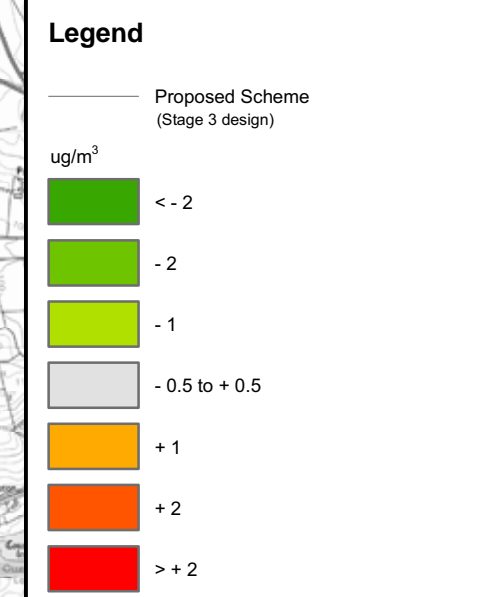 Legend
Proposed Scheme
(Stage 3 design)
ug/m³
< - 2
- 2
- 1
- 0.5 to + 0.5
+ 1
+ 2
> + 2